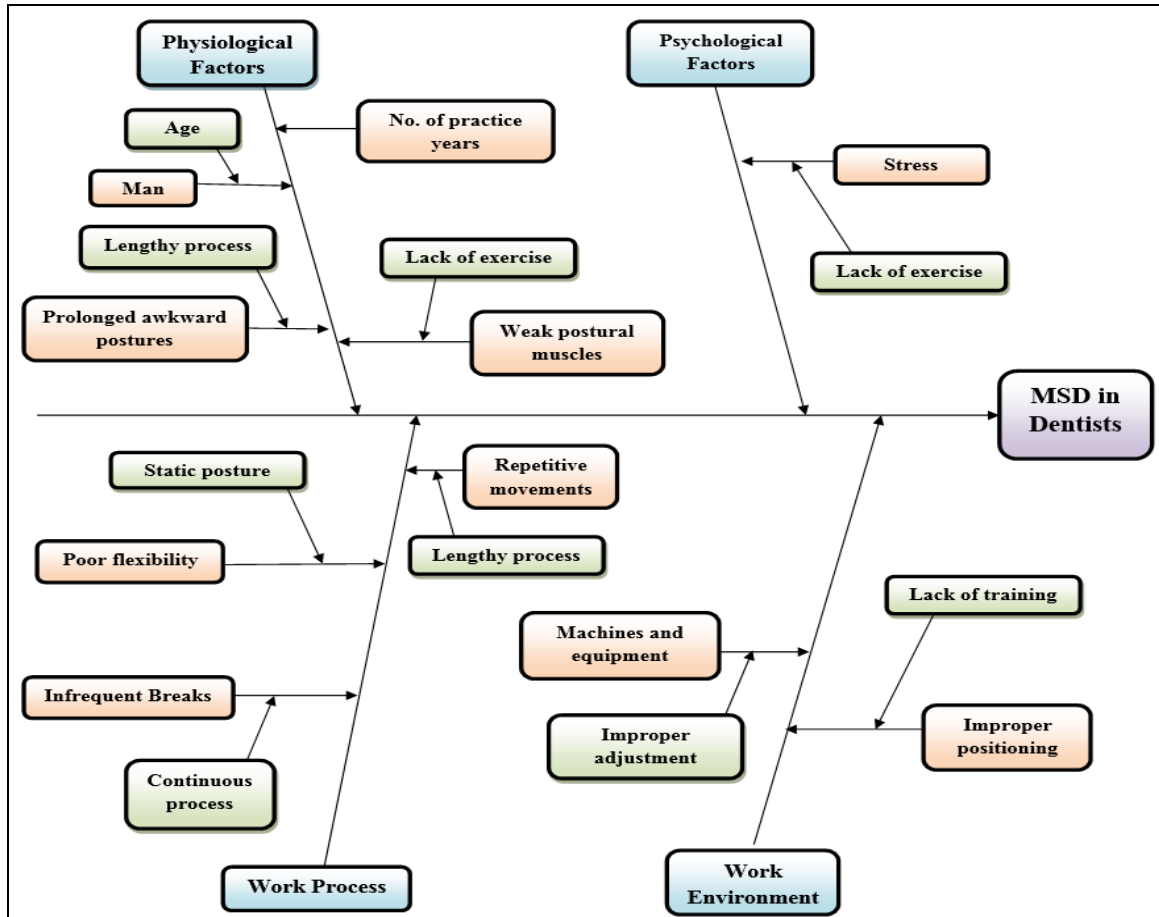 Physiological
Factors
Psychological
Factors
Age
No. of practice
years
Man
Stress
Lengthy process
Lack of exercise
Lack of exercise
Prolonged awkward
postures
Weak postural
muscles
MSD in
Dentists
Static posture
Repetitive
movements
Poor flexibility
Lengthy process
Lack of training
Machines and
equipment
Infrequent Breaks
Improper
adjustment
Improper
positioning
Continuous
process
Work Process
Work
Environment